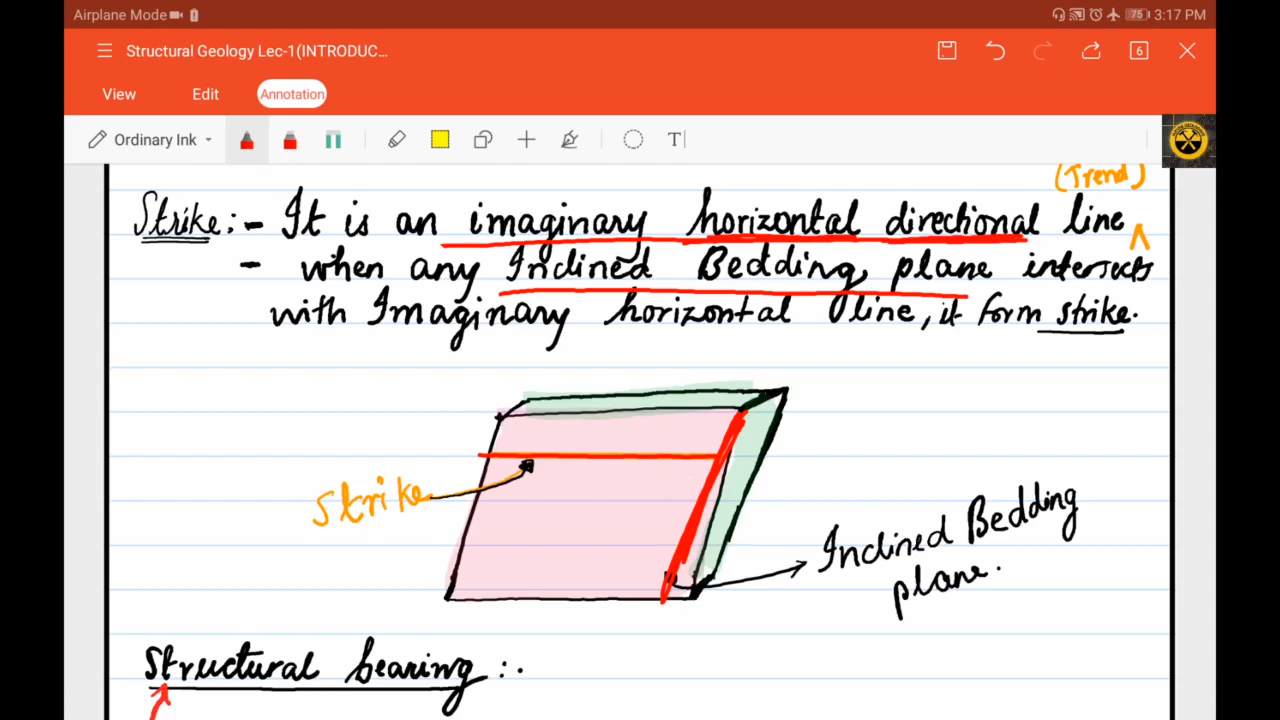 Airplane Mode 75 3:17 PM
Structural Geology Lec-1(INTRODUC...
6
View Edit Annotation
Ordinary Ink T
(Trend)
Strike:- It is an imaginary horizontal directional line
- when any Inclined Bedding plane intersects
with Imaginary horizontal line, it form strike.
Strike
Inclined Bedding
plane.
Structural bearing :.